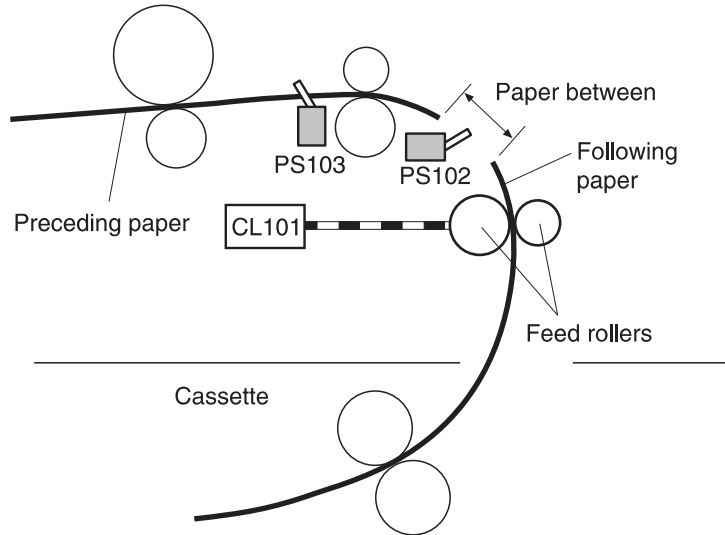 Paper between
PS103
PS102
Following
paper
Preceding paper
CL101
Feed rollers
Cassette